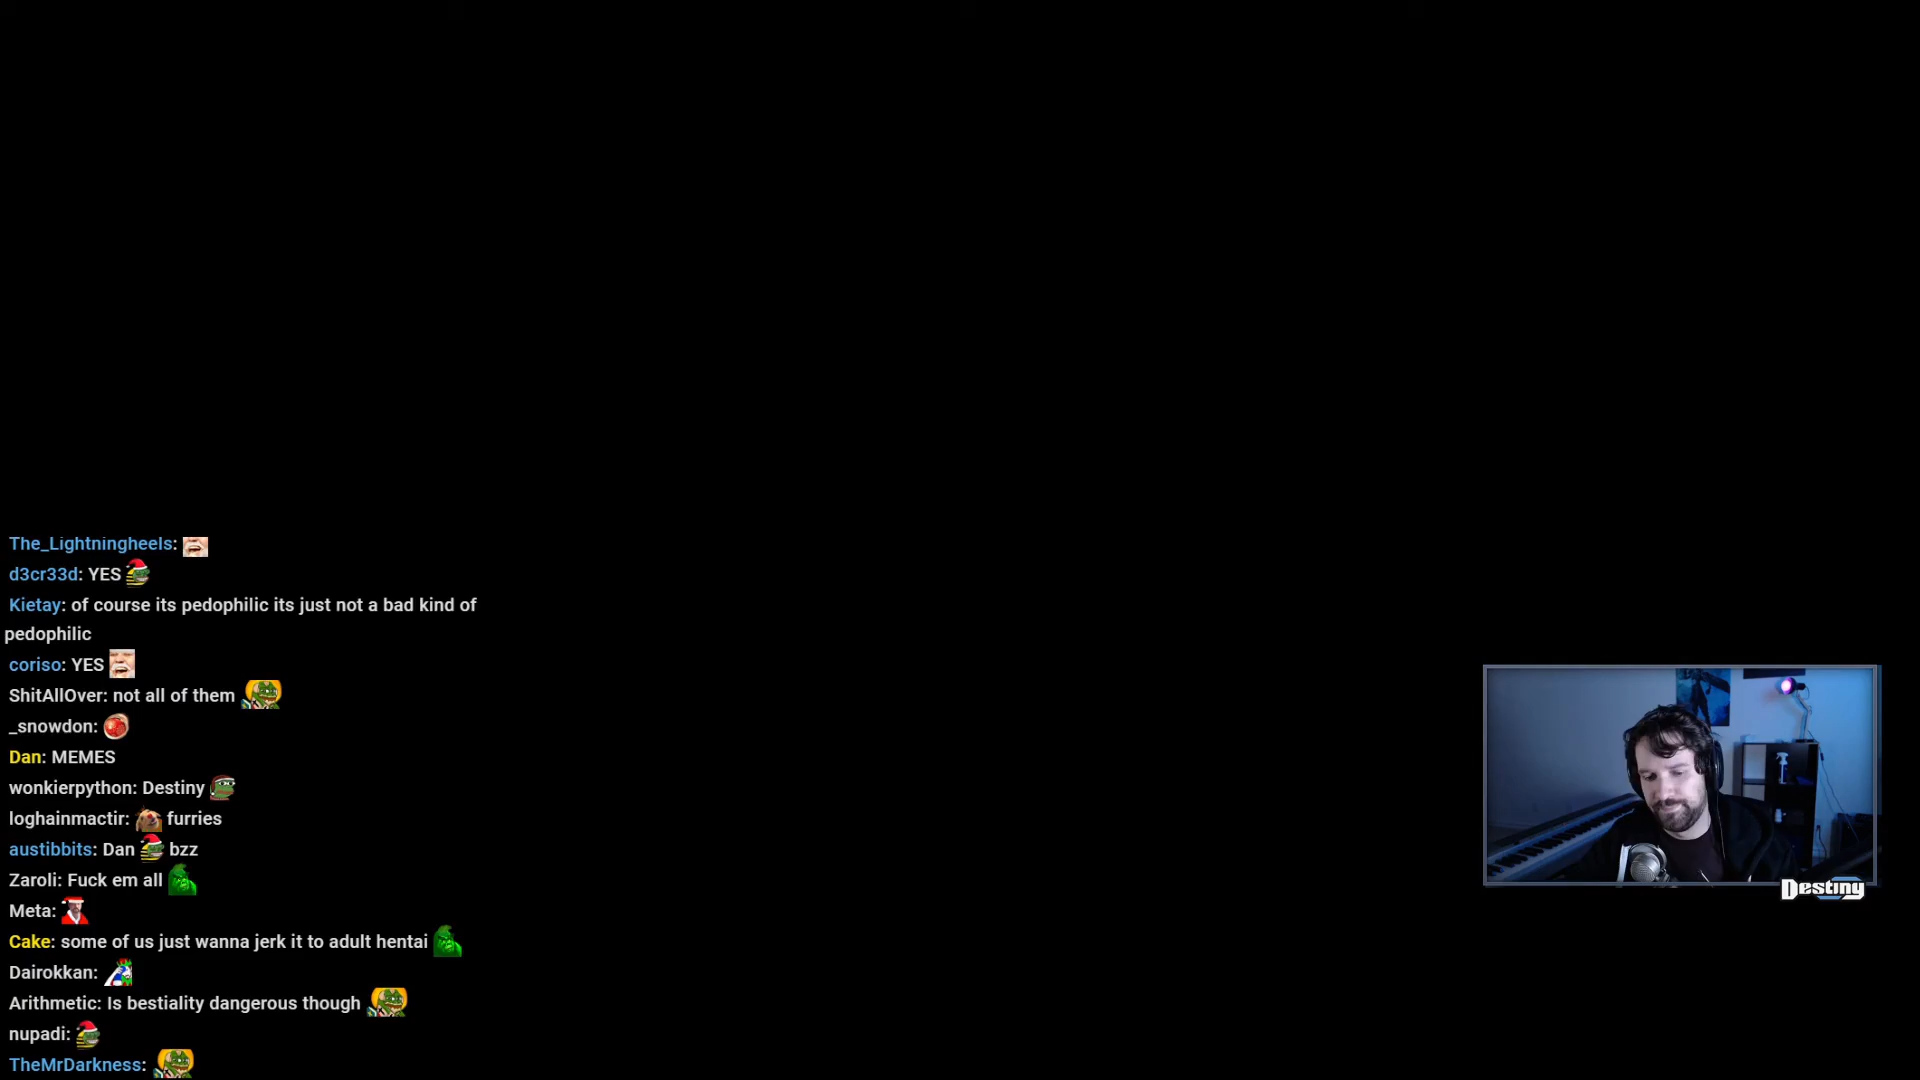 The_Lightningheels:
d3cr33d: YES
Kietay: of course its pedophilic its just not a bad kind of
pedophilic
coriso: YES
ShitAllOver: not all of them
_snowdon:
Dan: MEMES
wonkierpython: Destiny
loghainmactir: furries
austibbits: Dan bzz
Zaroli: Fuck em all
Meta:
Cake: some of us just wanna jerk it to adult hentai
Dairokkan:
Arithmetic: Is bestiality dangerous though
nupadi:
TheMrDarkness:
Destiny